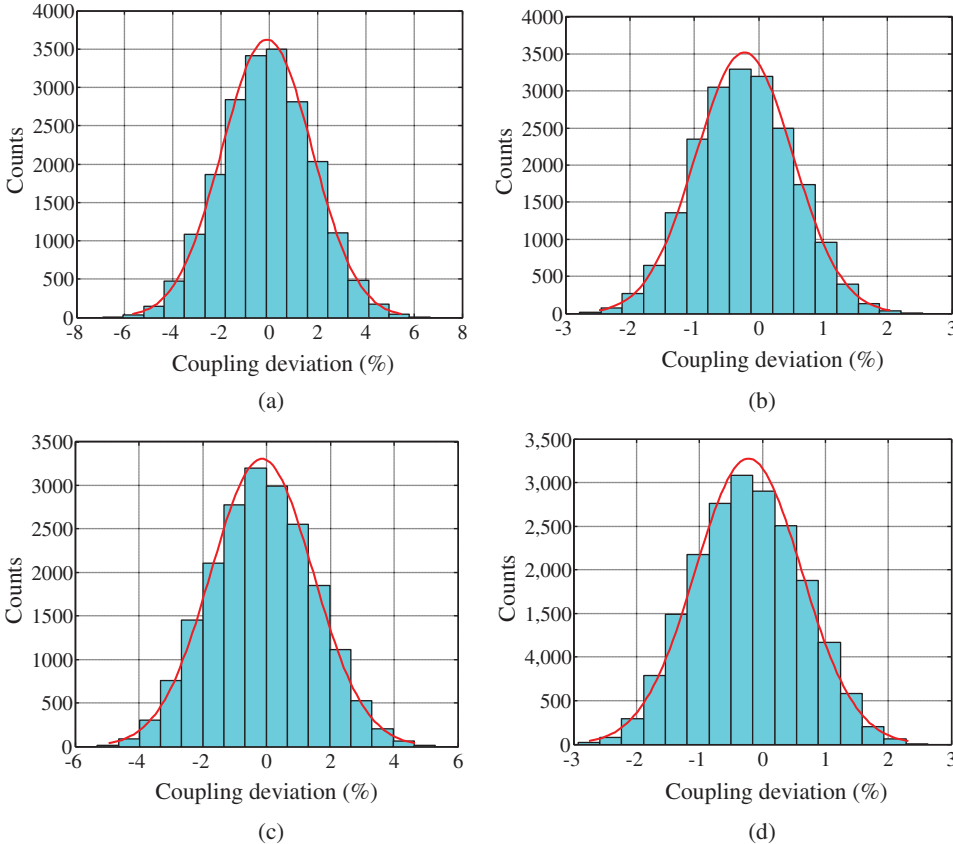 4000
3500
3000
2500
2000
1500
1000
500
0
Counts
-8 -6 -4 -2 0 2 4 6 8
Coupling deviation (%)
(a)
4000
3500
3000
2500
2000
1500
1000
500
0
Counts
-3 -2 -1 0 1 2 3
Coupling deviation (%)
(b)
3500
3000
2500
2000
1500
1000
500
0
Counts
-6 -4 -2 0 2 4 6
Coupling deviation (%)
(c)
3,500
3,000
2,500
2,000
1,500
4,000
500
0
Counts
-3 -2 -1 0 1 2 3
Coupling deviation (%)
(d)